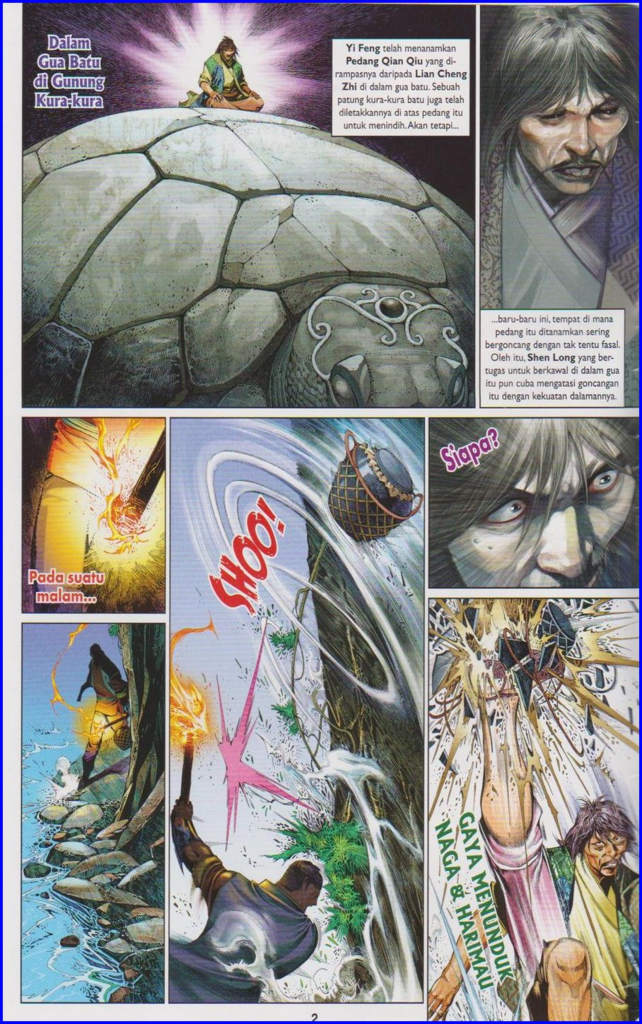 Dalam
Gua Batu
di Gunung
Kura-kura
Yi Feng telah menanamkan
Pedang Qian Qiu yang di-
rampasnya daripada Lian Cheng
Zhi di dalam gua batu. Sebuah
patung kura-kura batu juga telah
diletakkannya di atas pedang itu
untuk menindih. Akan tetapi...
...baru-baru ini, tempat di mana
pedang itu ditanamkan sering
bergoncang dengan tak tentu fasal.
Oleh itu, Shen Long yang ber-
tugas untuk berkawal di dalam gua
itu pun cuba mengatasi goncangan
itu dengan kekuatan dalamannya.
Pada suatu
malam...
SHOO!
Siapa?
GAYA MENUNDUK
NAGA & HARIMAU
2